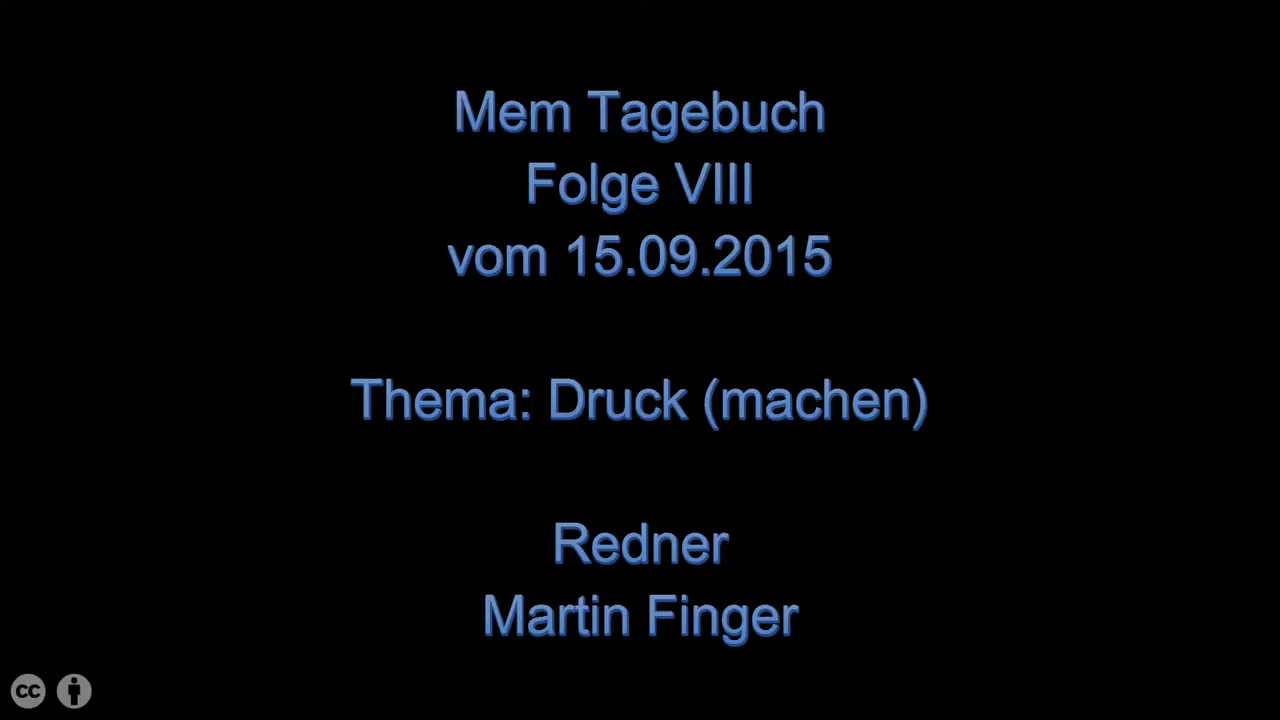 Mem Tagebuch
Folge VIII
vom 15.09.2015
Thema: Druck (machen)
Redner
Martin Finger
cc